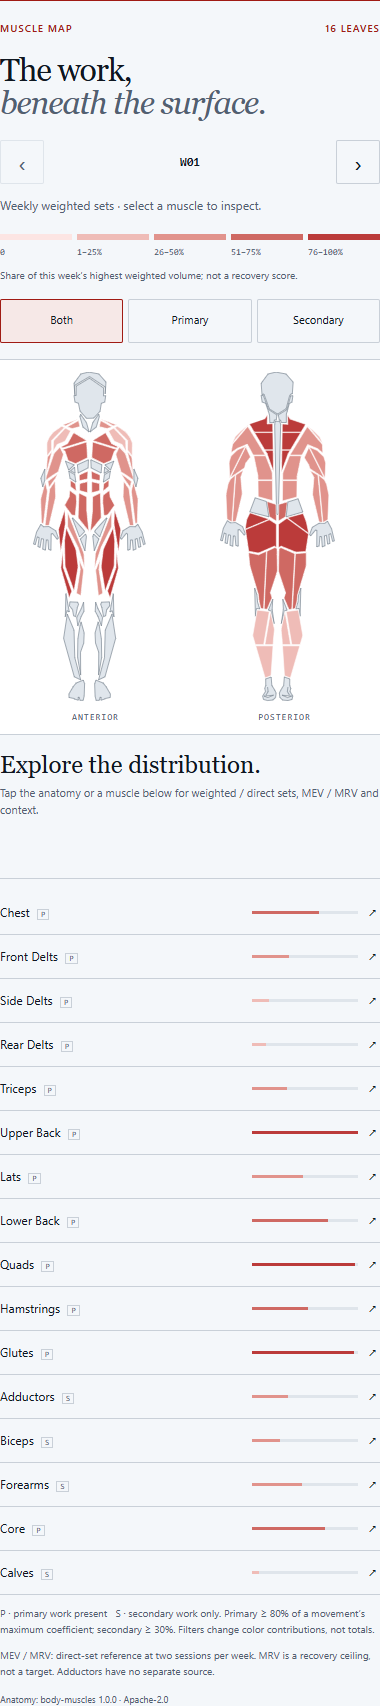 MUSCLE MAP 16 LEAVES
The work,
beneath the surface.
‹ W01 ›
Weekly weighted sets · select a muscle to inspect.
0 1–25% 26–50% 51–75% 76–100%
Share of this week's highest weighted volume; not a recovery score.
Both Primary Secondary
ANTERIOR POSTERIOR
Explore the distribution.
Tap the anatomy or a muscle below for weighted / direct sets, MEV / MRV and
context.
Chest P ↗
Front Delts P ↗
Side Delts P ↗
Rear Delts P ↗
Triceps P ↗
Upper Back P ↗
Lats P ↗
Lower Back P ↗
Quads P ↗
Hamstrings P ↗
Glutes P ↗
Adductors S ↗
Biceps S ↗
Forearms S ↗
Core P ↗
Calves S ↗
P · primary work present S · secondary work only. Primary ≥ 80% of a movement's
maximum coefficient; secondary ≥ 30%. Filters change color contributions, not totals.
MEV / MRV: direct-set reference at two sessions per week. MRV is a recovery ceiling,
not a target. Adductors have no separate source.
Anatomy: body-muscles 1.0.0 · Apache-2.0